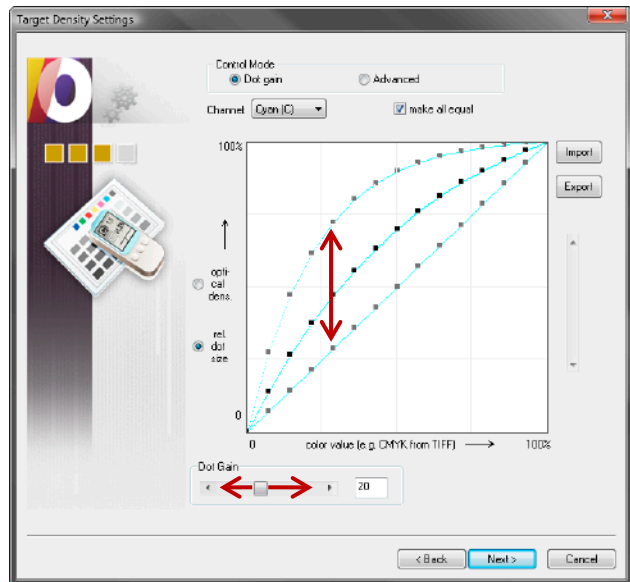 Target Density Settings
Control Mode
Dot gain
Advanced
Channel Cyan (C)
make all equal
100%
Import
Export
opti-
cal
dens.
rel.
dot
size
0
0 color value (e.g. CMYK from TIFF) 100%
Dot Gain
20
< Back Next > Cancel